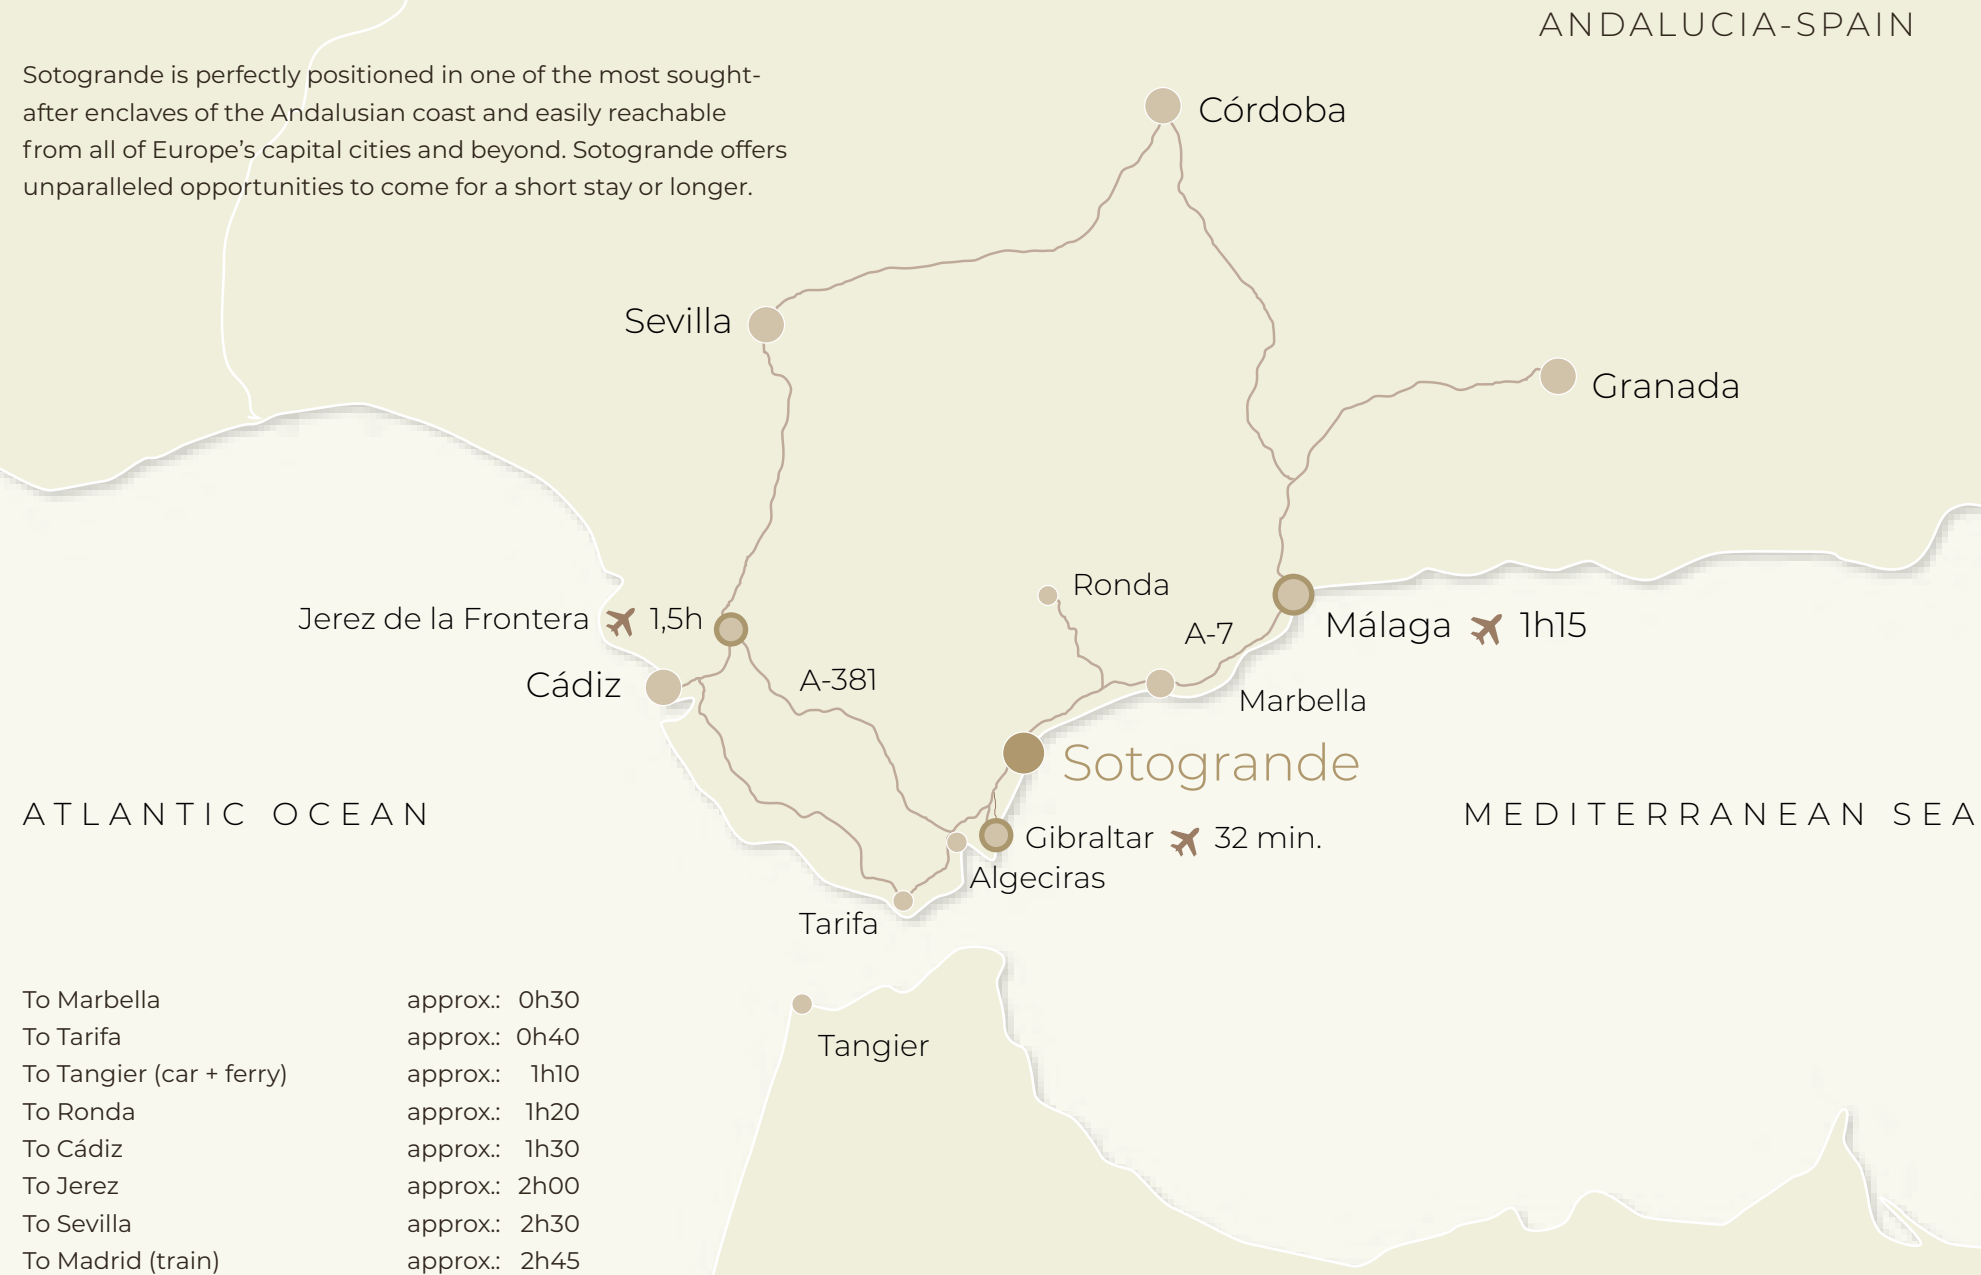 ANDALUCIA-SPAIN
Sotogrande is perfectly positioned in one of the most sought-
after enclaves of the Andalusian coast and easily reachable
from all of Europe’s capital cities and beyond. Sotogrande offers
unparalleled opportunities to come for a short stay or longer.
Córdoba
Sevilla
Granada
Ronda
Jerez de la Frontera 1,5h
A-7
Málaga 1h15
Cádiz
A-381
Marbella
Sotogrande
ATLANTIC OCEAN
MEDITERRANEAN SEA
Gibraltar 32 min.
Algeciras
Tarifa
Tangier
To Marbella approx.: 0h30
To Tarifa approx.: 0h40
To Tangier (car + ferry) approx.: 1h10
To Ronda approx.: 1h20
To Cádiz approx.: 1h30
To Jerez approx.: 2h00
To Sevilla approx.: 2h30
To Madrid (train) approx.: 2h45